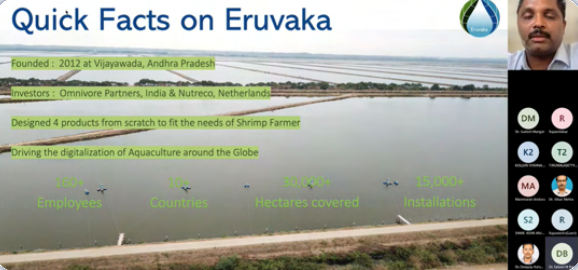 Quick Facts on Eruvaka
Eruvaka
Founded : 2012 at Vijayawada, Andhra Pradesh
Investors : Omnivore Partners, India & Nutreco, Netherlands
Designed 4 products from scratch to fit the needs of Shrimp Farmer
Driving the digitalization of Aquaculture around the Globe
30,000+ 15,000+
Employees Countries Hectares covered Installations
DM R
K2 T2
MA
S2 R
DB